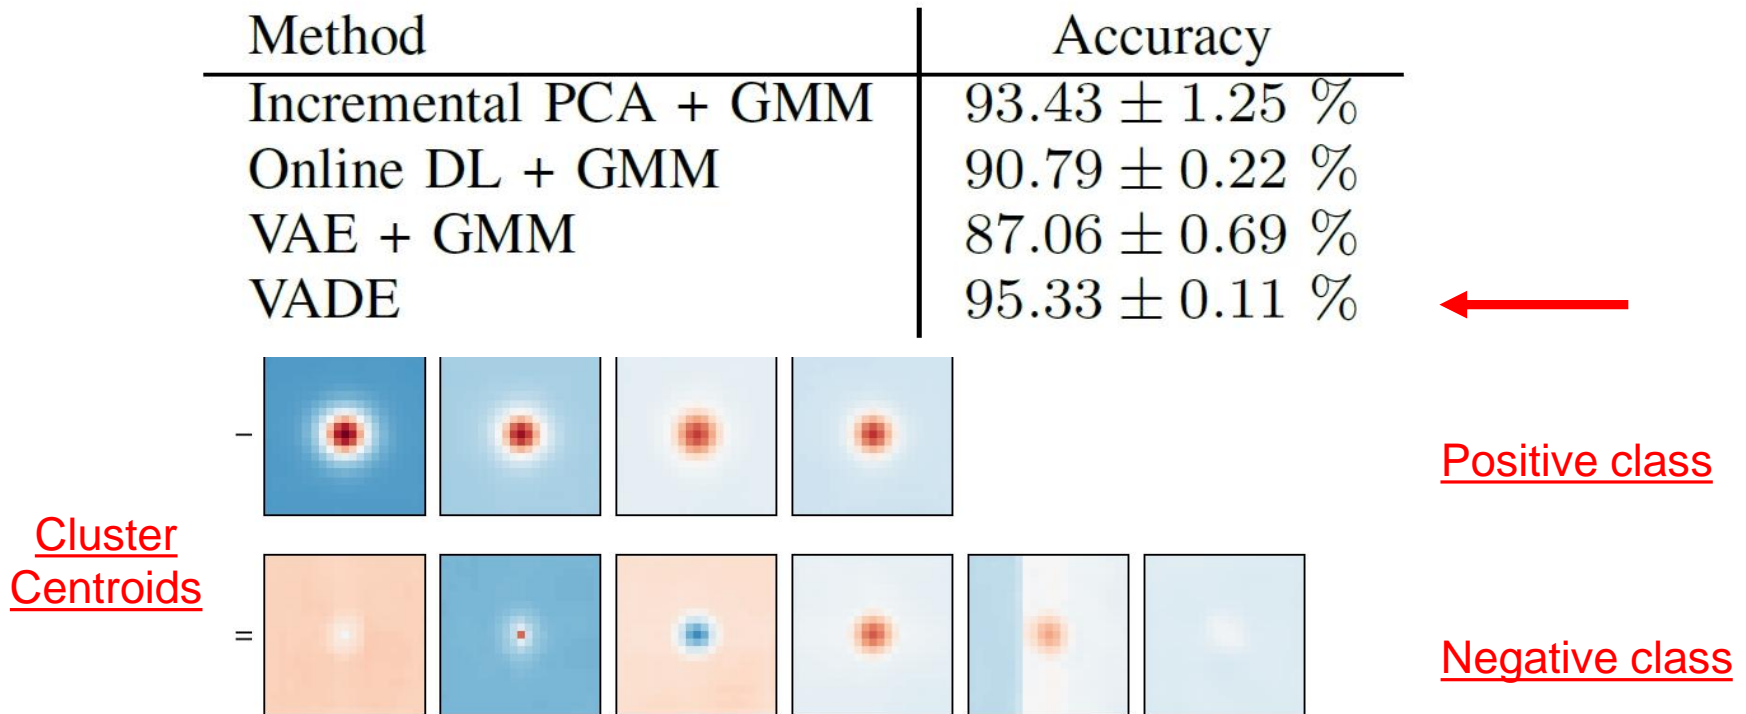 Method Accuracy
Incremental PCA + GMM 93.43 ± 1.25 %
Online DL + GMM 90.79 ± 0.22 %
VAE + GMM 87.06 ± 0.69 %
VADE 95.33 ± 0.11 %
–
Positive class
Cluster
Centroids
=
Negative class